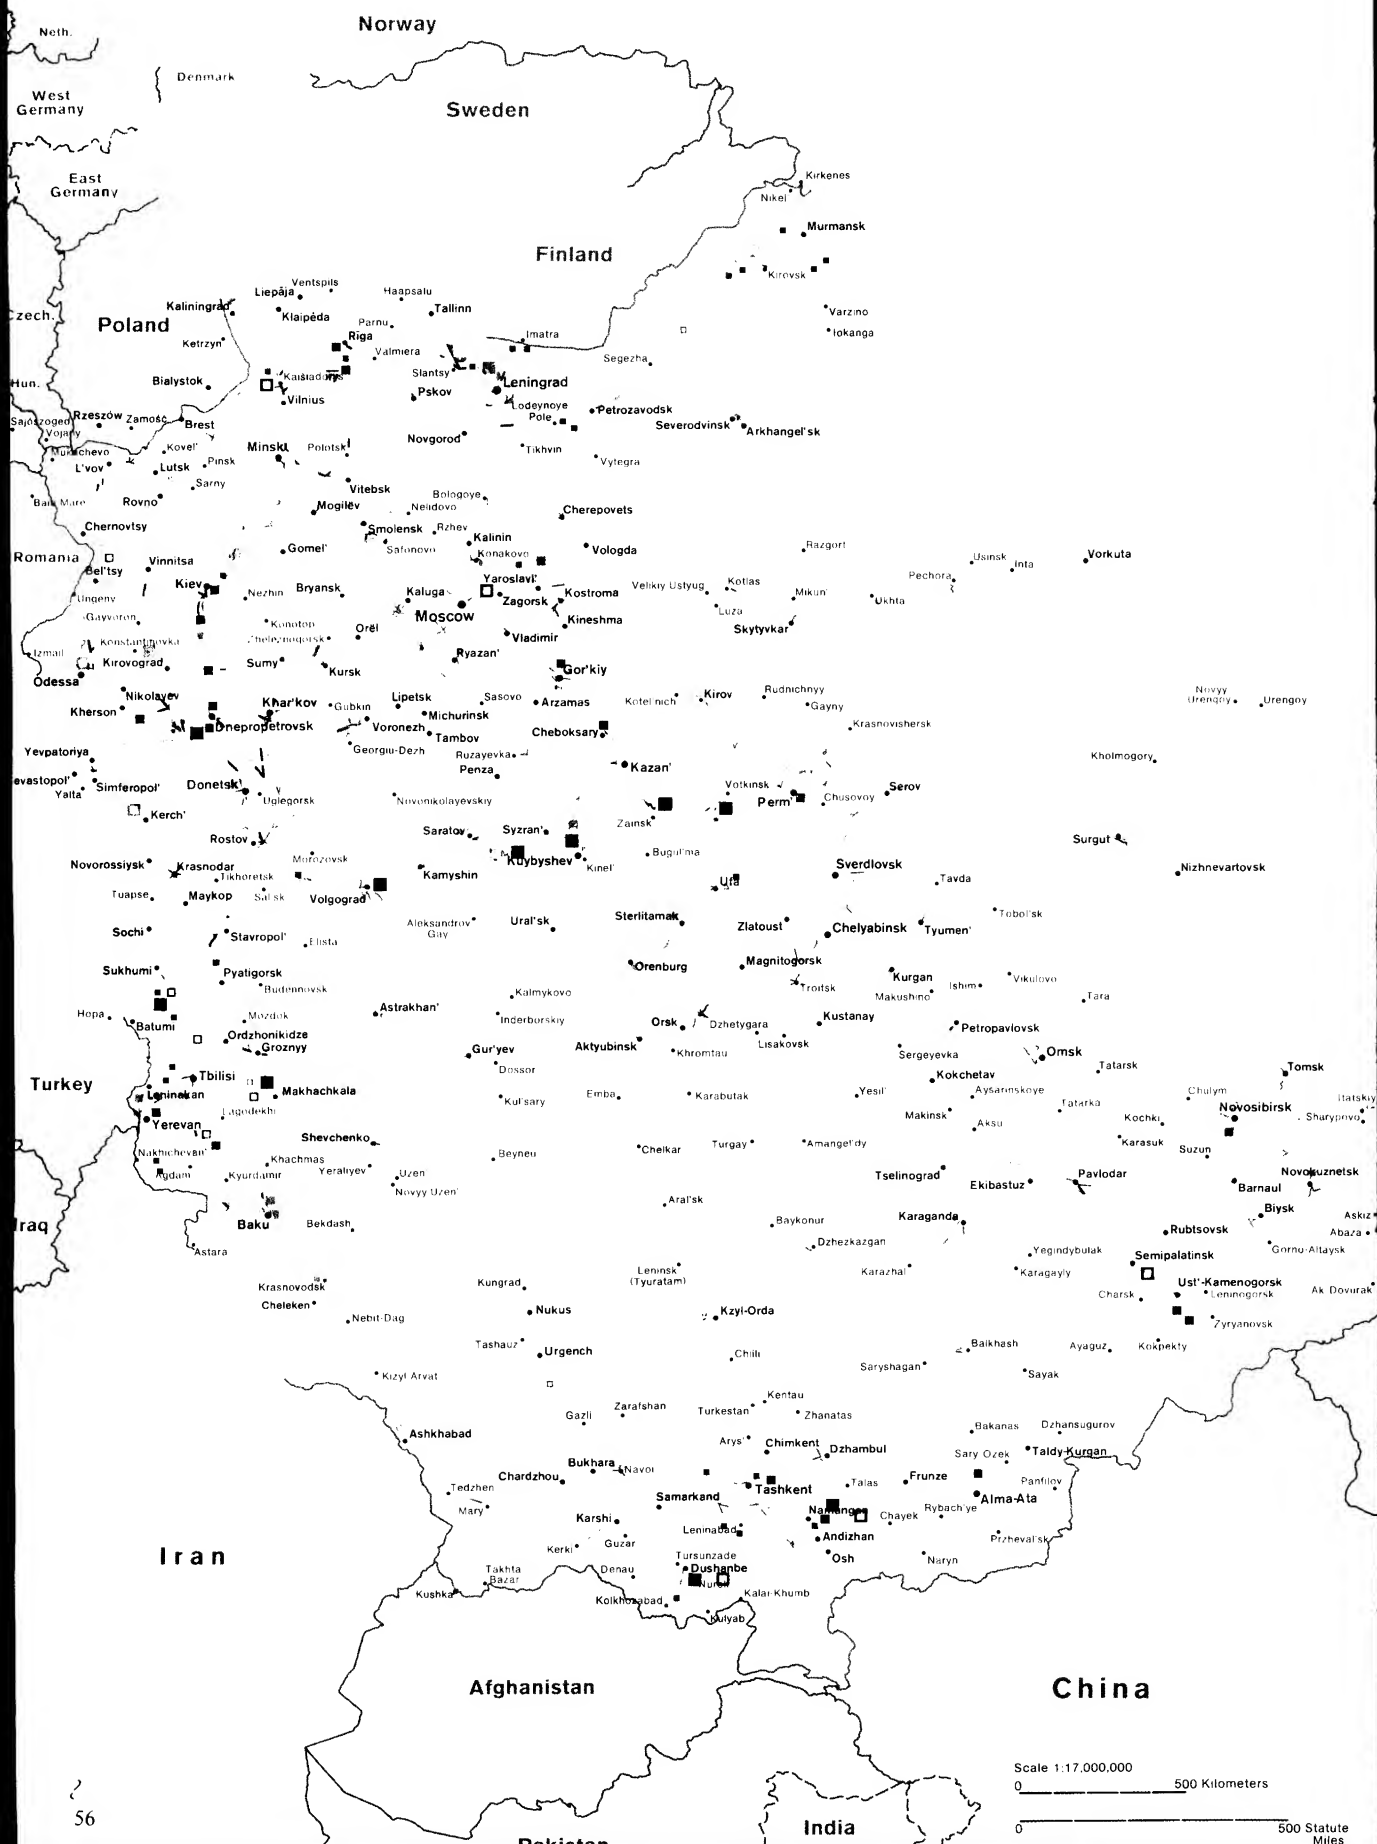 Norway
Neth.
Denmark
West
Germany
Sweden
East
Germany
Kirkenes
Nikel'
Murmansk
Finland
Kirovsk
Ventspils
Liepāja
Haapsalu
Kaliningrad
Klaipėda
Tallinn
Varzino
Iokanga
Czech.
Poland
Parnu
Riga
Imatra
Ketrzyn
Valmiera
Segezha
Slantsy
Leningrad
Hun.
Bialystok
Kaišiadorys
Vilnius
Pskov
Lodeynoye
Pole
Petrozavodsk
Severodvinsk
Arkhangel'sk
Sajószoged
Rzeszów
Zamość
Brest
Vojany
Novgorod
Tikhvin
Mukachevo
Kovel'
Minsk
Polotsk
Vytegra
L'vov
Lutsk
Pinsk
Sarny
Vitebsk
Baia Mare
Rovno
Bologoye
Mogilëv
Nelidovo
Cherepovets
Chernovtsy
Smolensk
Rzhev
Kalinin
Safonovo
Romania
Vinnitsa
Gomel'
Konakovo
Vologda
Razgort
Usinsk
Inta
Vorkuta
Bel'tsy
Kiev
Yaroslavl'
Pechora
Ungeny
Nezhin
Bryansk
Kaluga
Zagorsk
Kostroma
Velikiy Ustyug
Kotlas
Mikun'
Ukhta
Gayvoron
Moscow
Luza
Konotop
Kineshma
Skytyvkar
Konstantinovka
Zheleznogorsk
Orël
Vladimir
Izmail
Kirovograd
Sumy
Kursk
Ryazan'
Gor'kiy
Odessa
Nikolayev
Khar'kov
Gubkin
Lipetsk
Sasovo
Arzamas
Kotel'nich
Kirov
Rudnichnyy
Gayny
Novyy
Urengoy
Urengoy
Kherson
Michurinsk
Dnepropetrovsk
Voronezh
Tambov
Cheboksary
Krasnovishersk
Yevpatoriya
Georgiu-Dezh
Ruzayevka
Kholmogory
Penza
Kazan'
Sevastopol'
Simferopol'
Yalta
Donetsk
Uglegorsk
Novonikolayevskiy
Votkinsk
Perm'
Chusovoy
Serov
Kerch'
Zainsk
Rostov
Saratov
Syzran'
Surgut
Morozovsk
Kuybyshev
Bugul'ma
Novorossiysk
Krasnodar
Tikhoretsk
Kamyshin
Kinel'
Sverdlovsk
Nizhnevartovsk
Ufa
Tavda
Tuapse
Maykop
Sal'sk
Volgograd
Aleksandrov
Gay
Ural'sk
Sterlitamak
Zlatoust
Tobol'sk
Sochi
Stavropol'
Elista
Chelyabinsk
Tyumen'
Sukhumi
Pyatigorsk
Orenburg
Magnitogorsk
Kurgan
Vikulovo
Budennovsk
Kalmykovo
Troitsk
Makushino
Ishim
Tara
Hopa
Mozdok
Astrakhan'
Inderborskiy
Batumi
Orsk
Dzhetygara
Kustanay
Petropavlovsk
Ordzhonikidze
Groznyy
Aktyubinsk
Lisakovsk
Gur'yev
Khromtau
Sergeyevka
Omsk
Dossor
Tatarsk
Tomsk
Turkey
Tbilisi
Makhachkala
Kokchetav
Leninakan
Kul'sary
Emba
Karabutak
Yesil'
Aysarinskoye
Chulym
Itatskiy
Lagodekhi
Makinsk
Tatarka
Novosibirsk
Sharypovo
Yerevan
Aksu
Kochki
Shevchenko
Chelkar
Turgay
Amangel'dy
Karasuk
Nakhichevan'
Beyneu
Suzun
Khachmas
Agdam
Kyurdamir
Yeraliyev
Uzen
Tselinograd
Pavlodar
Novokuznetsk
Novyy Uzen'
Ekibastuz
Barnaul
Aral'sk
Biysk
Askiz
Iraq
Baku
Bekdash
Baykonur
Karaganda
Rubtsovsk
Abaza
Astara
Dzhezkazgan
Yegindybulak
Gorno-Altaysk
Semipalatinsk
Leninsk
(Tyuratam)
Karazhal
Karagayly
Krasnovodsk
Kungrad
Ust'-Kamenogorsk
Leninogorsk
Ak Dovurak
Cheleken
Charsk
Nebit-Dag
Nukus
Kzyl-Orda
Zyryanovsk
Tashauz
Urgench
Chiili
Balkhash
Ayaguz
Kokpekty
Kizyl Arvat
Saryshagan
Sayak
Kentau
Zarafshan
Turkestan
Zhanatas
Gazli
Ashkhabad
Arys'
Bakanas
Dzhansugurov
Chimkent
Dzhambul
Sary Ozek
Taldy-Kurgan
Bukhara
Navoi
Chardzhou
Tashkent
Talas
Frunze
Panfilov
Tedzhen
Samarkand
Alma-Ata
Mary
Namangan
Rybach'ye
Karshi
Leninabad
Chayek
Andizhan
Przheval'sk
Guzar
Iran
Kerki
Tursunzade
Osh
Naryn
Takhta
Bazar
Denau
Dushanbe
Nurek
Kushka
Kolkhozabad
Kalai-Khumb
Kulyab
Afghanistan
China
Scale 1:17,000,000
0 500 Kilometers
56
India
0 500 Statute
Miles
Pakistan